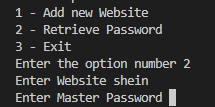 1 - Add new Website
2 - Retrieve Password
3 - Exit
Enter the option number 2
Enter Website shein
Enter Master Password